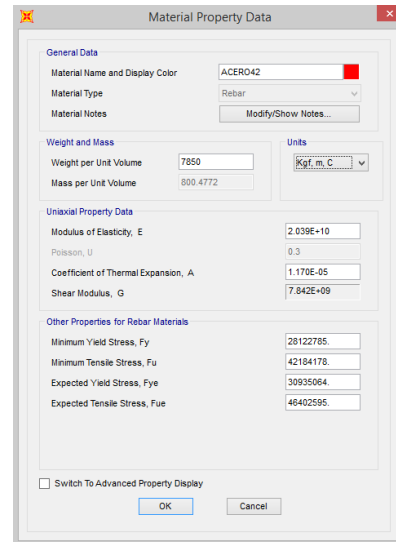 Material Property Data
General Data
Material Name and Display Color ACERO42
Material Type Rebar
Material Notes Modify/Show Notes...
Weight and Mass Units
Weight per Unit Volume 7850 Kgf, m, C
Mass per Unit Volume 800.4772
Uniaxial Property Data
Modulus of Elasticity, E 2.039E+10
Poisson, U 0.3
Coefficient of Thermal Expansion, A 1.170E-05
Shear Modulus, G 7.842E+09
Other Properties for Rebar Materials
Minimum Yield Stress, Fy 28122785.
Minimum Tensile Stress, Fu 42184178.
Expected Yield Stress, Fye 30935064.
Expected Tensile Stress, Fue 46402595.
Switch To Advanced Property Display
OK Cancel